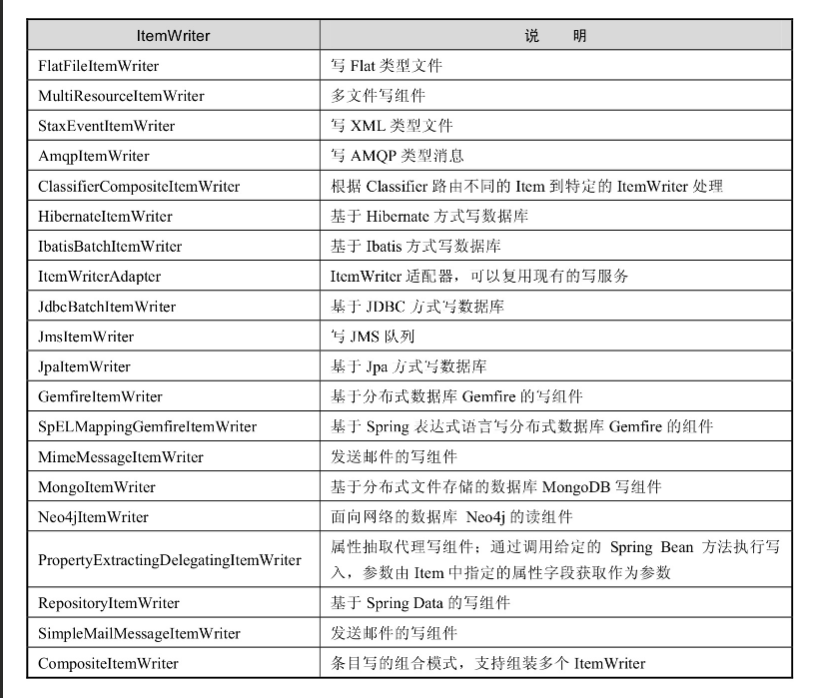 ItemWriter 说 明
FlatFileItemWriter 写 Flat 类型文件
MultiResourceItemWriter 多文件写组件
StaxEventItemWriter 写 XML 类型文件
AmqpItemWriter 写 AMQP 类型消息
ClassifierCompositeItemWriter 根据 Classifier 路由不同的 Item 到特定的 ItemWriter 处理
HibernateItemWriter 基于 Hibernate 方式写数据库
IbatisBatchItemWriter 基于 Ibatis 方式写数据库
ItemWriterAdapter ItemWriter 适配器，可以复用现有的写服务
JdbcBatchItemWriter 基于 JDBC 方式写数据库
JmsItemWriter 写 JMS 队列
JpaItemWriter 基于 Jpa 方式写数据库
GemfireItemWriter 基于分布式数据库 Gemfire 的写组件
SpELMappingGemfireItemWriter 基于 Spring 表达式语言写分布式数据库 Gemfire 的组件
MimeMessageItemWriter 发送邮件的写组件
MongoItemWriter 基于分布式文件存储的数据库 MongoDB 写组件
Neo4jItemWriter 面向网络的数据库 Neo4j 的读组件
PropertyExtractingDelegatingItemWriter 属性抽取代理写组件；通过调用给定的 Spring Bean 方法执行写
入，参数由 Item 中指定的属性字段获取作为参数
RepositoryItemWriter 基于 Spring Data 的写组件
SimpleMailMessageItemWriter 发送邮件的写组件
CompositeItemWriter 条目写的组合模式，支持组装多个 ItemWriter